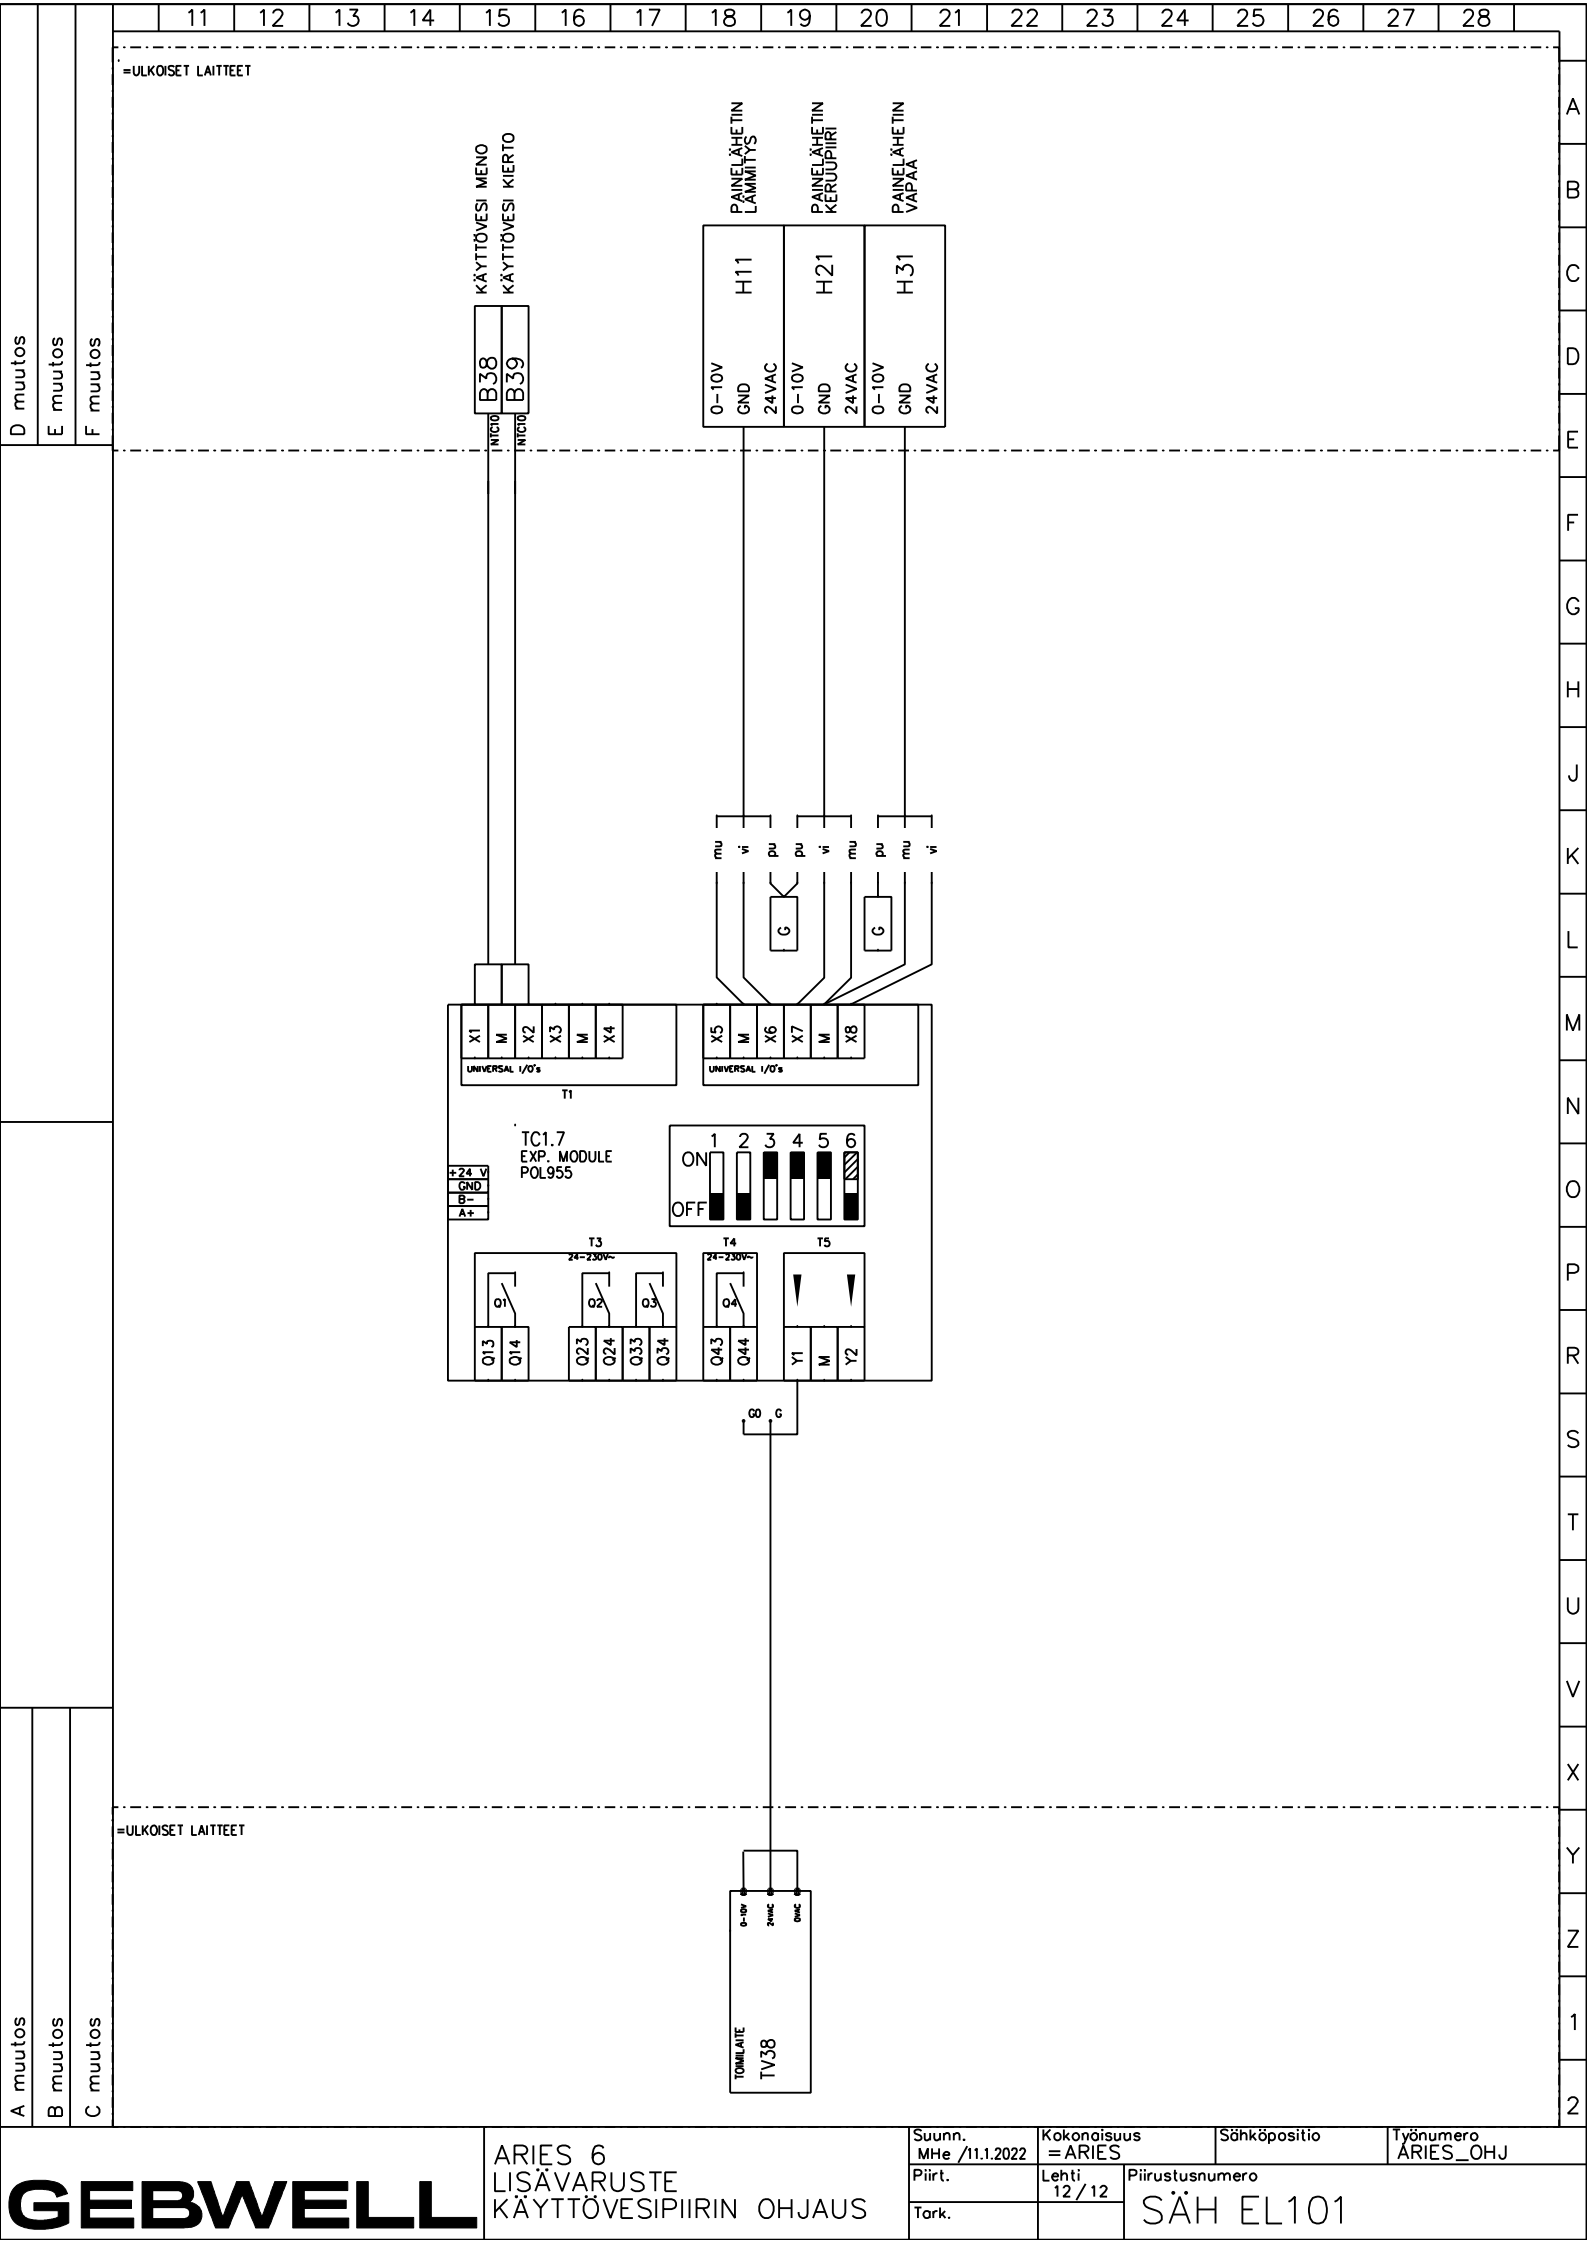 11 12 13 14 15 16 17 18 19 20 21 22 23 24 25 26 27 28
=ULKOISET LAITTEET
A
B
C
D
E
F
G
H
J
K
L
M
N
O
P
R
S
T
U
V
X
Y
Z
1
2
D muutos
E muutos
F muutos
KÄYTTÖVESI MENO
KÄYTTÖVESI KIERTO
B38
B39
NTC10
NTC10
PAINELÄHETIN
LÄMMITYS
PAINELÄHETIN
KERUUPIIRI
PAINELÄHETIN
VAPAA
H11
H21
H31
0-10V
GND
24VAC
0-10V
GND
24VAC
0-10V
GND
24VAC
mu vi pu pu vi mu pu mu vi
G
G
X1 M X2 X3 M X4
UNIVERSAL I/O's
T1
X5 M X6 X7 M X8
UNIVERSAL I/O's
TC1.7
EXP. MODULE
POL955
+24 V
GND
B-
A+
1 2 3 4 5 6
ON
OFF
T3
24-230V~
T4
24-230V~
T5
Q1
Q2
Q3
Q4
Q13 Q14 Q23 Q24 Q33 Q34 Q43 Q44 Y1 M Y2
G0 G
=ULKOISET LAITTEET
0-10V
24VAC
0VAC
TOIMILAITE
TV38
A muutos
B muutos
C muutos
GEBWELL
ARIES 6
LISÄVARUSTE
KÄYTTÖVESIPIIRIN OHJAUS
Suunn.
MHe /11.1.2022
Kokonaisuus
=ARIES
Sähköpositio
Työnumero
ARIES_OHJ
Piirt.
Lehti
12 / 12
Piirustusnumero
SÄH EL101
Tark.